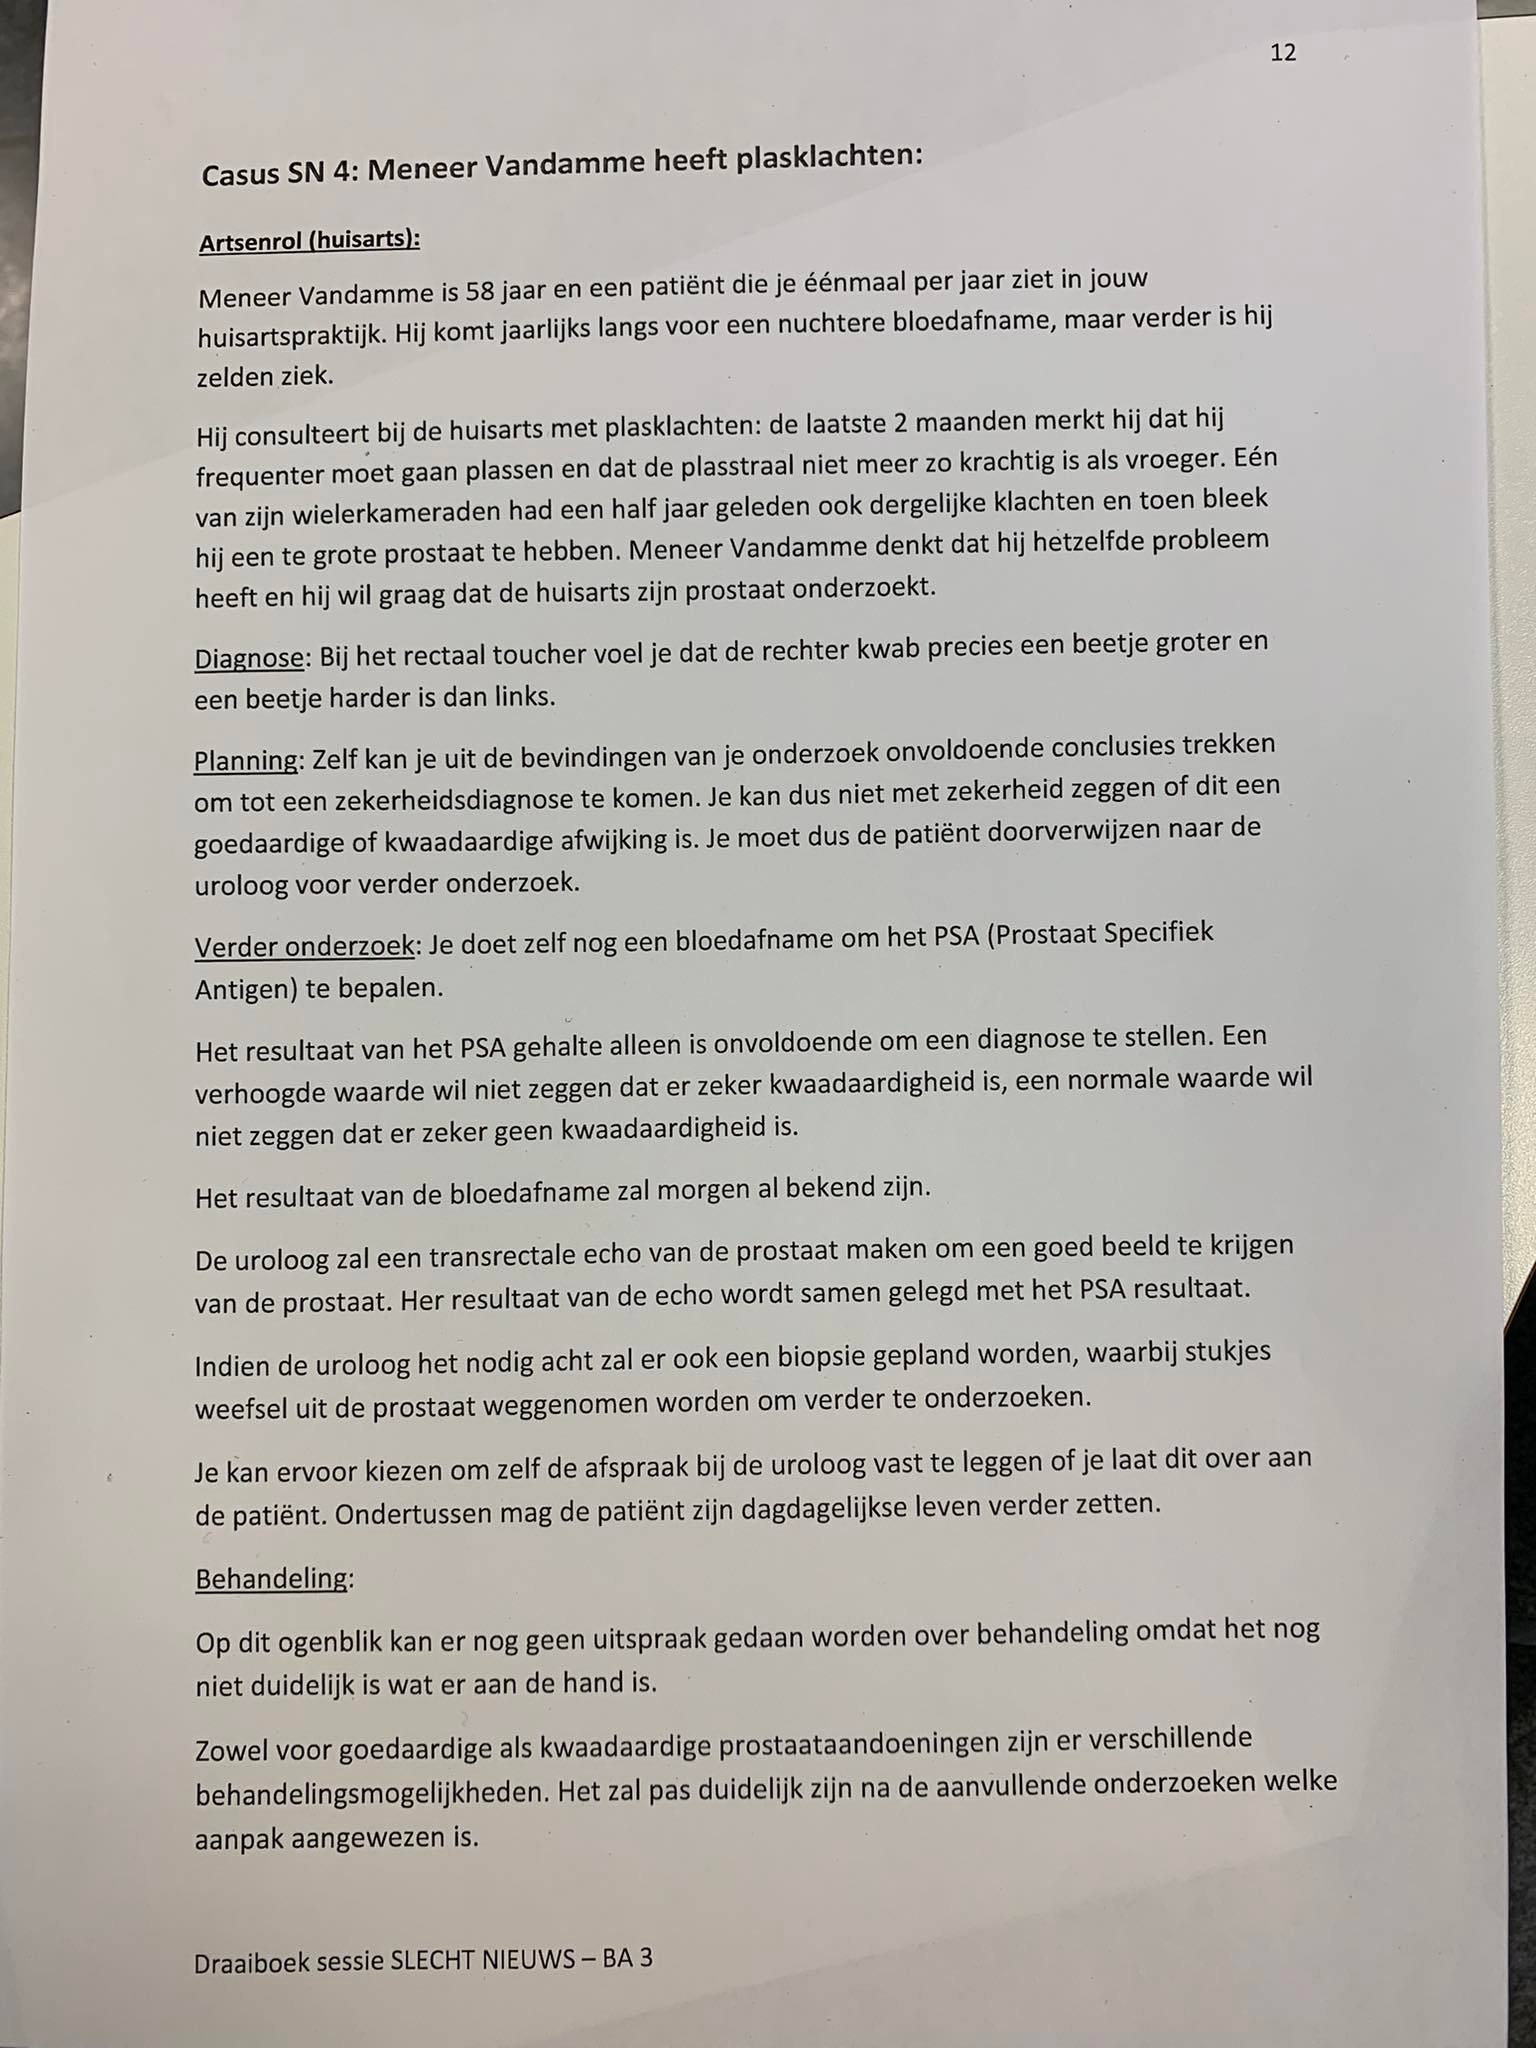 12
Casus SN 4: Meneer Vandamme heeft plasklachten:
Artsenrol (huisarts):
Meneer Vandamme is 58 jaar en een patiënt die je éénmaal per jaar ziet in jouw
huisartspraktijk. Hij komt jaarlijks langs voor een nuchtere bloedafname, maar verder is hij
zelden ziek.
Hij consulteert bij de huisarts met plasklachten: de laatste 2 maanden merkt hij dat hij
frequenter moet gaan plassen en dat de plasstraal niet meer zo krachtig is als vroeger. Eén
van zijn wielerkameraden had een half jaar geleden ook dergelijke klachten en toen bleek
hij een te grote prostaat te hebben. Meneer Vandamme denkt dat hij hetzelfde probleem
heeft en hij wil graag dat de huisarts zijn prostaat onderzoekt.
Diagnose: Bij het rectaal toucher voel je dat de rechter kwab precies een beetje groter en
een beetje harder is dan links.
Planning: Zelf kan je uit de bevindingen van je onderzoek onvoldoende conclusies trekken
om tot een zekerheidsdiagnose te komen. Je kan dus niet met zekerheid zeggen of dit een
goedaardige of kwaadaardige afwijking is. Je moet dus de patiënt doorverwijzen naar de
uroloog voor verder onderzoek.
Verder onderzoek: Je doet zelf nog een bloedafname om het PSA (Prostaat Specifiek
Antigen) te bepalen.
Het resultaat van het PSA gehalte alleen is onvoldoende om een diagnose te stellen. Een
verhoogde waarde wil niet zeggen dat er zeker kwaadaardigheid is, een normale waarde wil
niet zeggen dat er zeker geen kwaadaardigheid is.
Het resultaat van de bloedafname zal morgen al bekend zijn.
De uroloog zal een transrectale echo van de prostaat maken om een goed beeld te krijgen
van de prostaat. Her resultaat van de echo wordt samen gelegd met het PSA resultaat.
Indien de uroloog het nodig acht zal er ook een biopsie gepland worden, waarbij stukjes
weefsel uit de prostaat weggenomen worden om verder te onderzoeken.
Je kan ervoor kiezen om zelf de afspraak bij de uroloog vast te leggen of je laat dit over aan
de patiënt. Ondertussen mag de patiënt zijn dagdagelijkse leven verder zetten.
Behandeling:
Op dit ogenblik kan er nog geen uitspraak gedaan worden over behandeling omdat het nog
niet duidelijk is wat er aan de hand is.
Zowel voor goedaardige als kwaadaardige prostaataandoeningen zijn er verschillende
behandelingsmogelijkheden. Het zal pas duidelijk zijn na de aanvullende onderzoeken welke
aanpak aangewezen is.
Draaiboek sessie SLECHT NIEUWS – BA 3